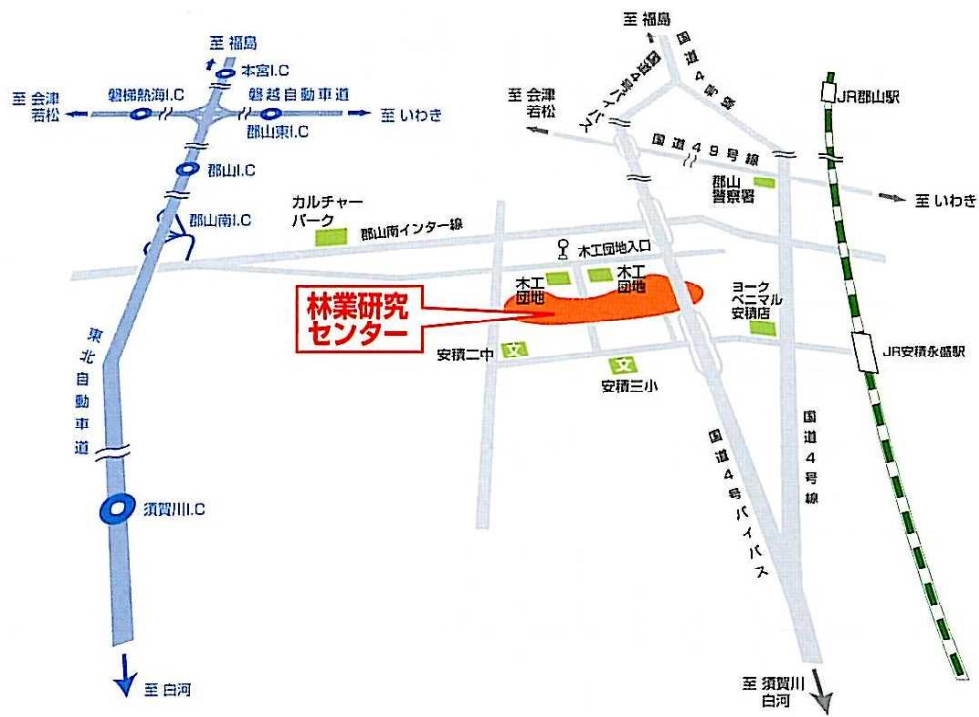 至 福島
本宮I.C
磐梯熱海I.C
磐越自動車道
至 会津
若松
至 いわき
郡山東I.C
郡山I.C
郡山南I.C
カルチャー
パーク
郡山南インター線
東北自動車道
須賀川I.C
至 白河
至 福島
国道4号バイパス
国道4号線
至 会津
若松
国道49号線
JR郡山駅
郡山
警察署
至 いわき
木工団地入口
木工
団地
木工
団地
林業研究
センター
ヨーク
ベニマル
安積店
安積二中
文
文
安積三小
JR安積永盛駅
国道4号バイパス
国道4号線
至 須賀川
白河